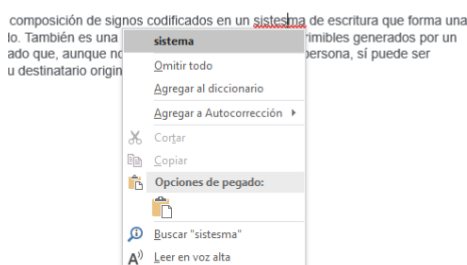 composición de signos codificados en un sistesma de escritura que forma una
lo. También es una rimibles generados por un
ado que, aunque no persona, sí puede ser
u destinatario origin
sistema
Omitir todo
Agregar al diccionario
Agregar a Autocorrección
Cortar
Copiar
Opciones de pegado:
Buscar "sistesma"
Leer en voz alta